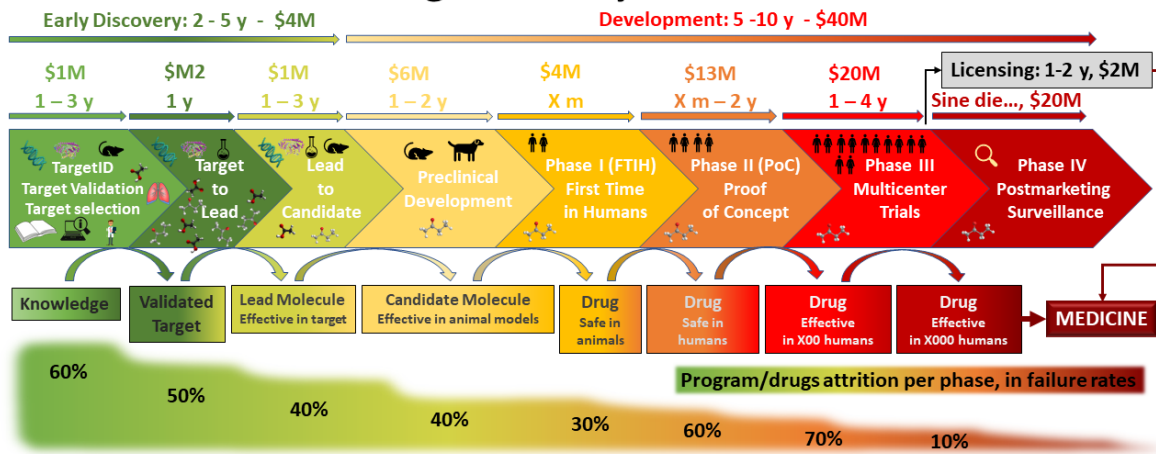 Early Discovery: 2 - 5 y - $4M
Development: 5 -10 y - $40M
$1M
1 – 3 y
$M2
1 y
$1M
1 – 3 y
$6M
1 – 2 y
$4M
X m
$13M
X m – 2 y
$20M
1 – 4 y
Licensing: 1-2 y, $2M
Sine die…, $20M
TargetID
Target Validation
Target selection
Target
to
Lead
Lead
to
Candidate
Preclinical
Development
Phase I (FTIH)
First Time
in Humans
Phase II (PoC)
Proof
of Concept
Phase III
Multicenter
Trials
Phase IV
Postmarketing
Surveillance
Knowledge
Validated
Target
Lead Molecule
Effective in target
Candidate Molecule
Effective in animal models
Drug
Safe in
animals
Drug
Safe in
humans
Drug
Effective
in X00 humans
Drug
Effective
in X000 humans
MEDICINE
Program/drugs attrition per phase, in failure rates
60%
50%
40%
40%
30%
60%
70%
10%